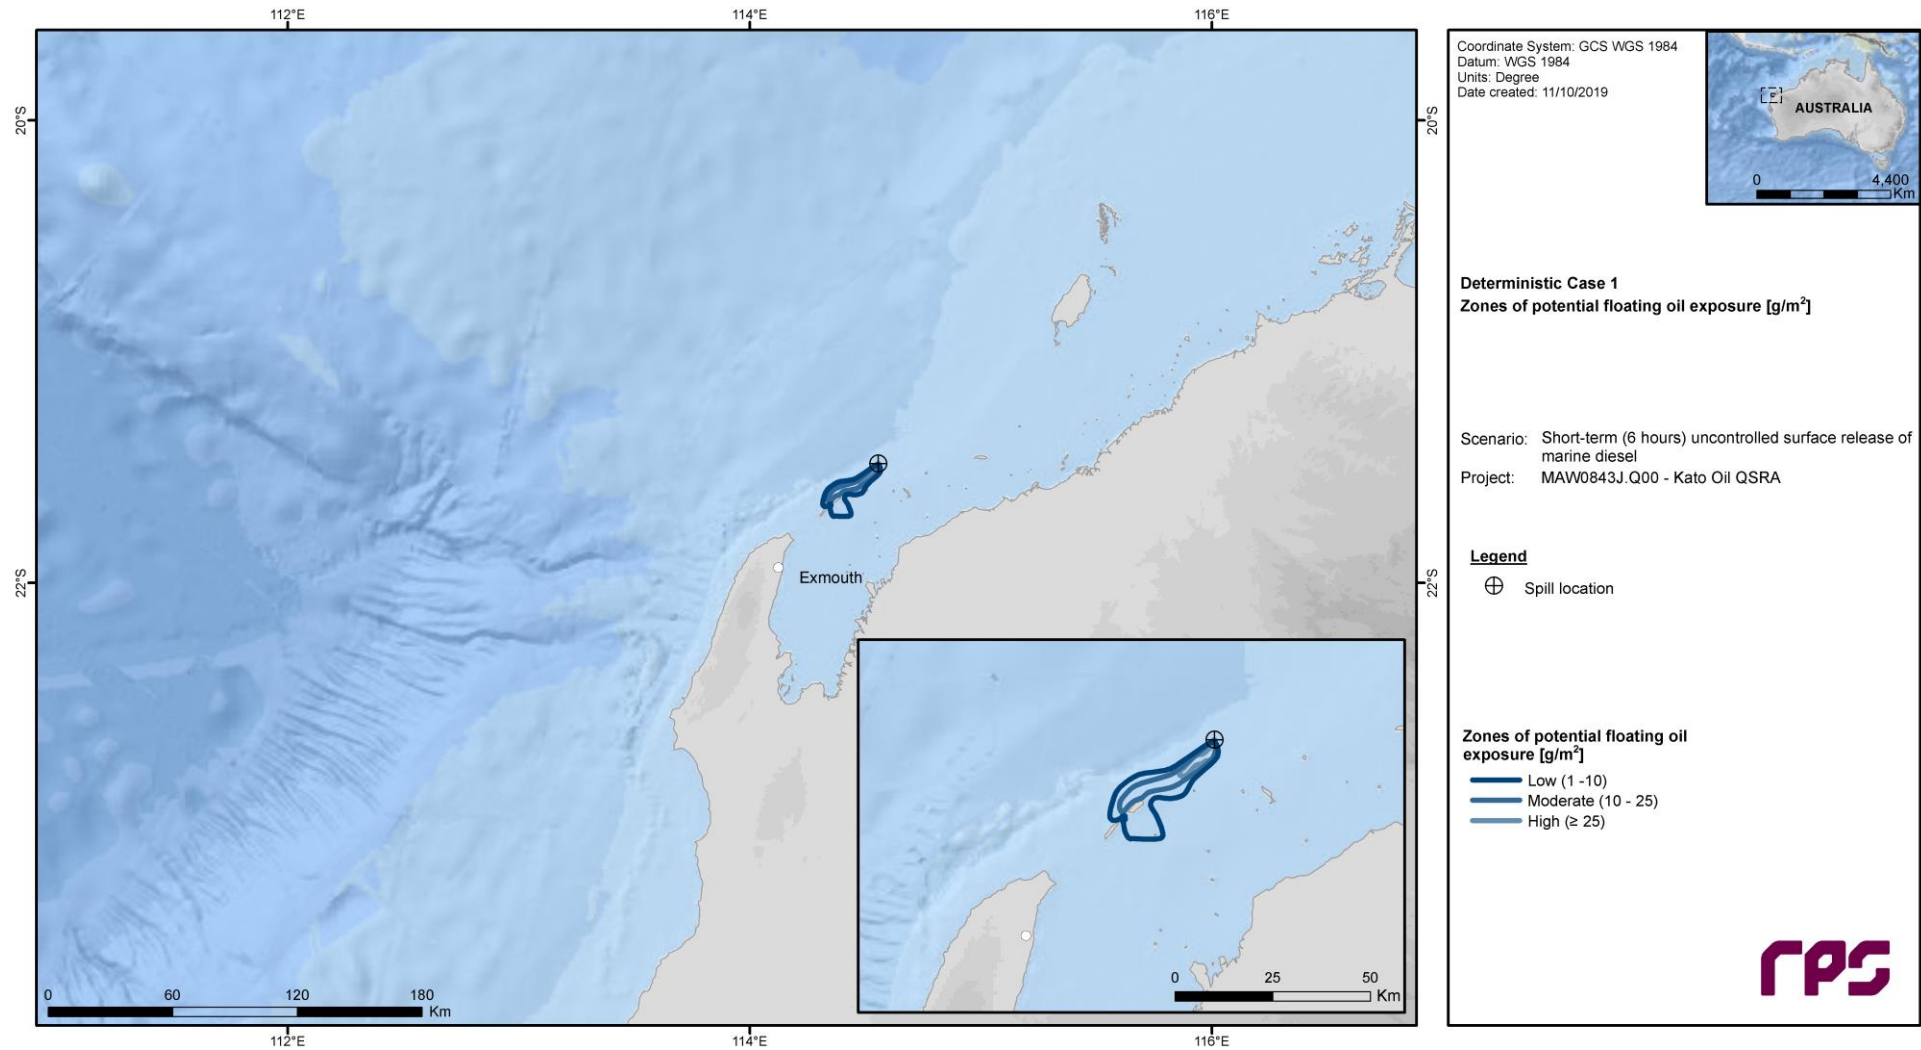 112°E
114°E
116°E
20°S
20°S
22°S
22°S
Exmouth
0 60 120 180
Km
0 25 50
Km
112°E
114°E
116°E
Coordinate System: GCS WGS 1984
Datum: WGS 1984
Units: Degree
Date created: 11/10/2019
AUSTRALIA
0 4,400
Km
Deterministic Case 1
Zones of potential floating oil exposure [g/m²]
Scenario: Short-term (6 hours) uncontrolled surface release of
marine diesel
Project: MAW0843J.Q00 - Kato Oil QSRA
Legend
Spill location
Zones of potential floating oil
exposure [g/m²]
Low (1 -10)
Moderate (10 - 25)
High (≥ 25)
rps